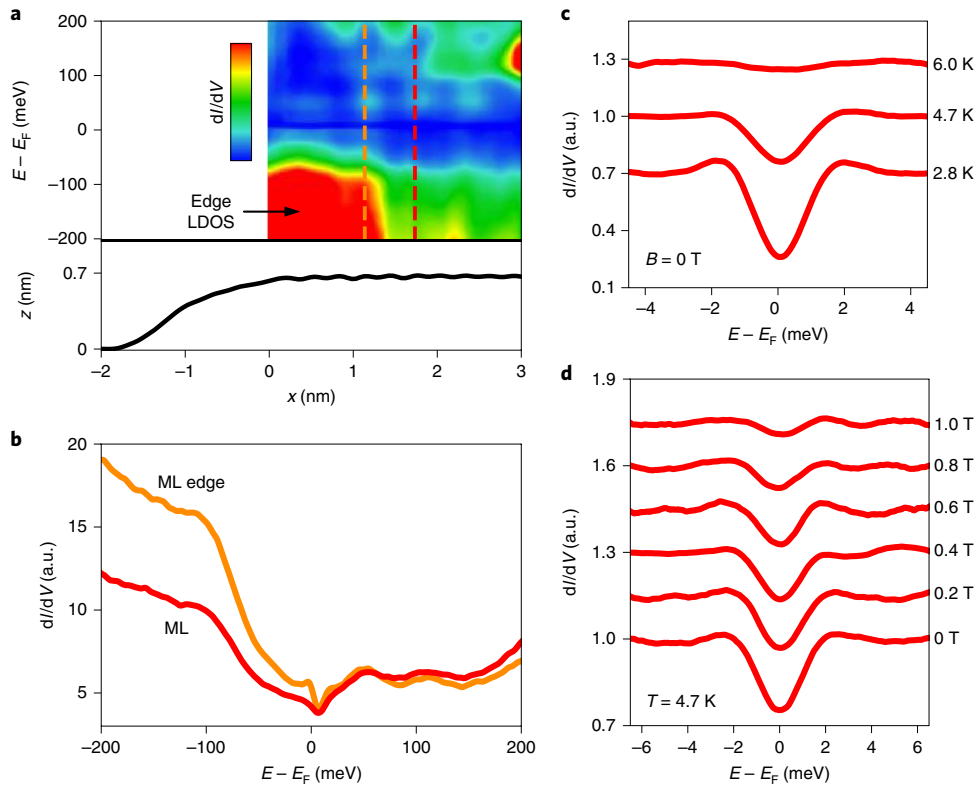 a
200
100
0
−100
−200
E − E_F (meV)
dI/dV
Edge
LDOS
0.7
0
z (nm)
−2
−1
0
1
2
3
x (nm)
b
20
15
10
5
dI/dV (a.u.)
ML edge
ML
−200
−100
0
100
200
E − E_F (meV)
c
1.3
1.0
0.7
0.4
0.1
dI/dV (a.u.)
6.0 K
4.7 K
2.8 K
B = 0 T
−4
−2
0
2
4
E − E_F (meV)
d
1.9
1.6
1.3
1.0
0.7
dI/dV (a.u.)
1.0 T
0.8 T
0.6 T
0.4 T
0.2 T
0 T
T = 4.7 K
−6
−4
−2
0
2
4
6
E − E_F (meV)